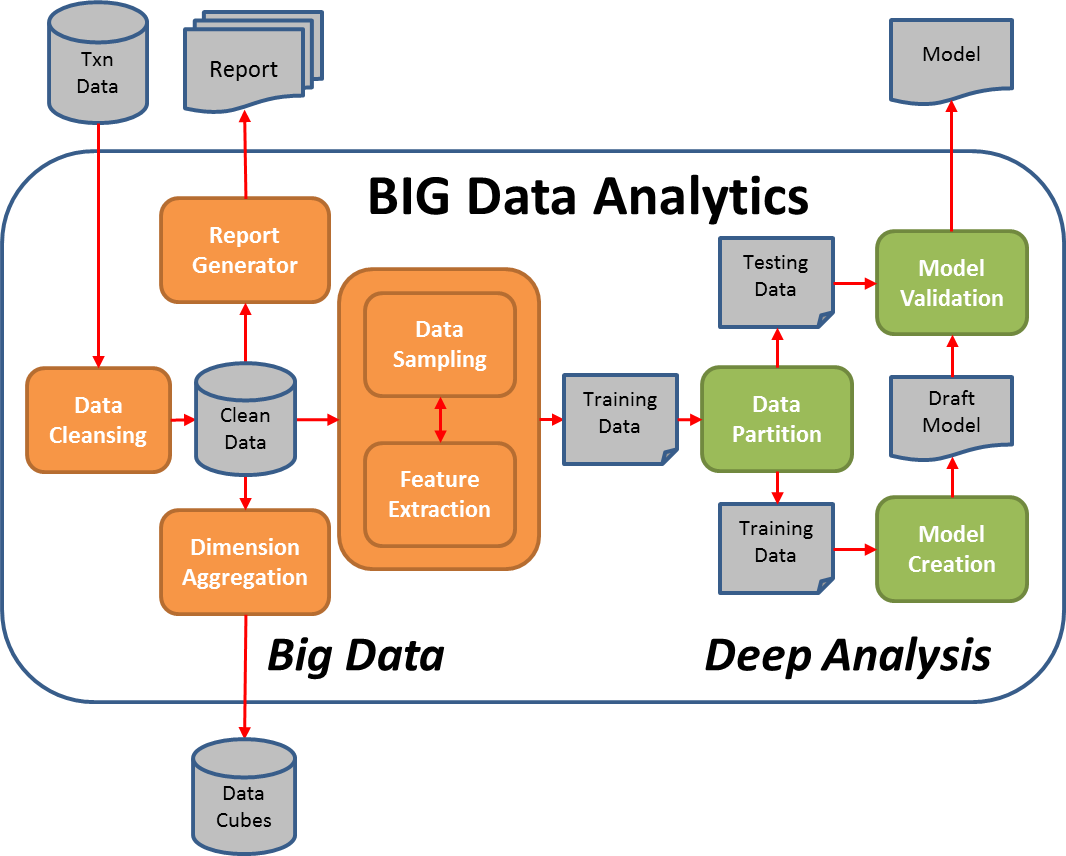 Txn
Data
Report
Model
BIG Data Analytics
Report
Generator
Data
Sampling
Testing
Data
Model
Validation
Data
Cleansing
Clean
Data
Training
Data
Data
Partition
Draft
Model
Feature
Extraction
Dimension
Aggregation
Training
Data
Model
Creation
Big Data
Deep Analysis
Data
Cubes